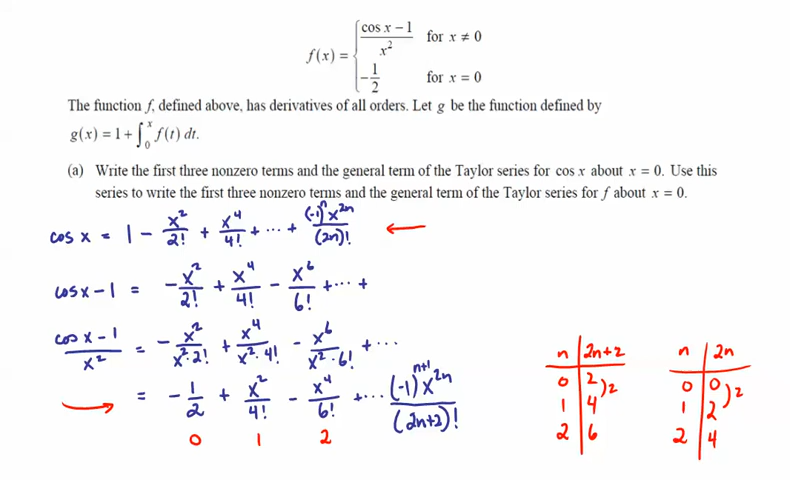 f(x) = { (cos x − 1)/x² for x ≠ 0
−1/2 for x = 0
The function f, defined above, has derivatives of all orders. Let g be the function defined by
g(x) = 1 + ∫₀ˣ f(t) dt.
(a) Write the first three nonzero terms and the general term of the Taylor series for cos x about x = 0. Use this
series to write the first three nonzero terms and the general term of the Taylor series for f about x = 0.
cos x = 1 − x²/2! + x⁴/4! + ⋯ + (-1)ⁿ x²ⁿ/(2n)! ←
cos x − 1 = −x²/2! + x⁴/4! − x⁶/6! + ⋯ +
(cos x − 1)/x² = −x²/(x²·2!) + x⁴/(x²·4!) − x⁶/(x²·6!) + ⋯
→ = −1/2 + x²/4! − x⁴/6! + ⋯ (-1)ⁿ⁺¹ x²ⁿ/(2n+2)!
0 1 2
n | 2n+2
0 | 2
1 | 4 )2
2 | 6
n | 2n
0 | 0
1 | 2 )2
2 | 4